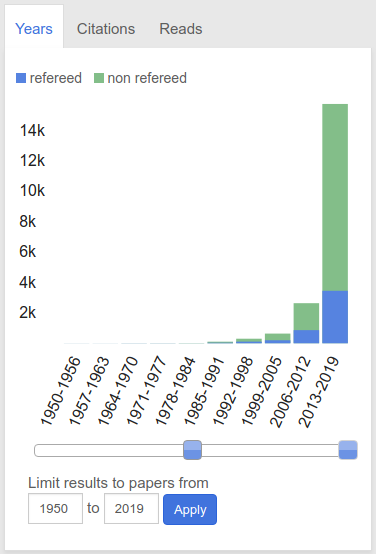 Years Citations Reads
refereed non refereed
14k
12k
10k
8k
6k
4k
2k
1950-1956 1957-1963 1964-1970 1971-1977 1978-1984 1985-1991 1992-1998 1999-2005 2006-2012 2013-2019
Limit results to papers from
1950 to 2019 Apply